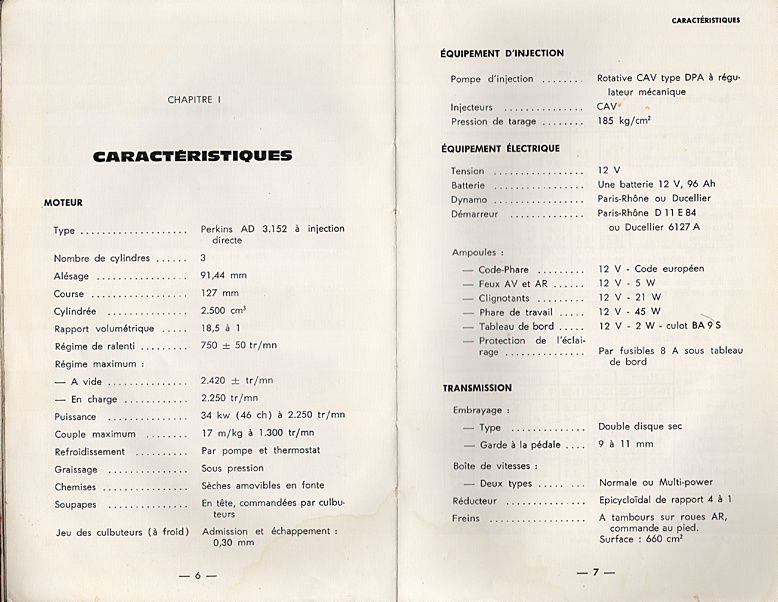 CHAPITRE I
CARACTÉRISTIQUES
MOTEUR
Type .................... Perkins AD 3.152 à injection
directe
Nombre de cylindres ...... 3
Alésage ................. 91,44 mm
Course .................. 127 mm
Cylindrée ................ 2.500 cm³
Rapport volumétrique ..... 18,5 à 1
Régime de ralenti ......... 750 ± 50 tr/mn
Régime maximum :
— A vide ............... 2.420 ± tr/mn
— En charge ............ 2.250 tr/mn
Puissance ................ 34 kw (46 ch) à 2.250 tr/mn
Couple maximum ........ 17 m/kg à 1.300 tr/mn
Refroidissement .......... Par pompe et thermostat
Graissage ............... Sous pression
Chemises ................ Sèches amovibles en fonte
Soupapes ................ En tête, commandées par culbu-
teurs
Jeu des culbuteurs (à froid) Admission et échappement :
0,30 mm
— 6 —
CARACTÉRISTIQUES
ÉQUIPEMENT D'INJECTION
Pompe d'injection ........ Rotative CAV type DPA à régu-
lateur mécanique
Injecteurs ............... CAV
Pression de tarage ........ 185 kg/cm²
ÉQUIPEMENT ÉLECTRIQUE
Tension ................. 12 V
Batterie ................. Une batterie 12 V, 96 Ah
Dynamo ................. Paris-Rhône ou Ducellier
Démarreur .............. Paris-Rhône D 11 E 84
ou Ducellier 6127 A
Ampoules :
— Code-Phare ......... 12 V - Code européen
— Feux AV et AR ...... 12 V - 5 W
— Clignotants ......... 12 V - 21 W
— Phare de travail ..... 12 V - 45 W
— Tableau de bord ..... 12 V - 2 W - culot BA 9 S
— Protection de l'éclai-
rage ............... Par fusibles 8 A sous tableau
de bord
TRANSMISSION
Embrayage :
— Type ............... Double disque sec
— Garde à la pédale .... 9 à 11 mm
Boîte de vitesses :
— Deux types ......... Normale ou Multi-power
Réducteur ............... Epicycloïdal de rapport 4 à 1
Freins .................. A tambours sur roues AR,
commande au pied.
Surface : 660 cm²
— 7 —